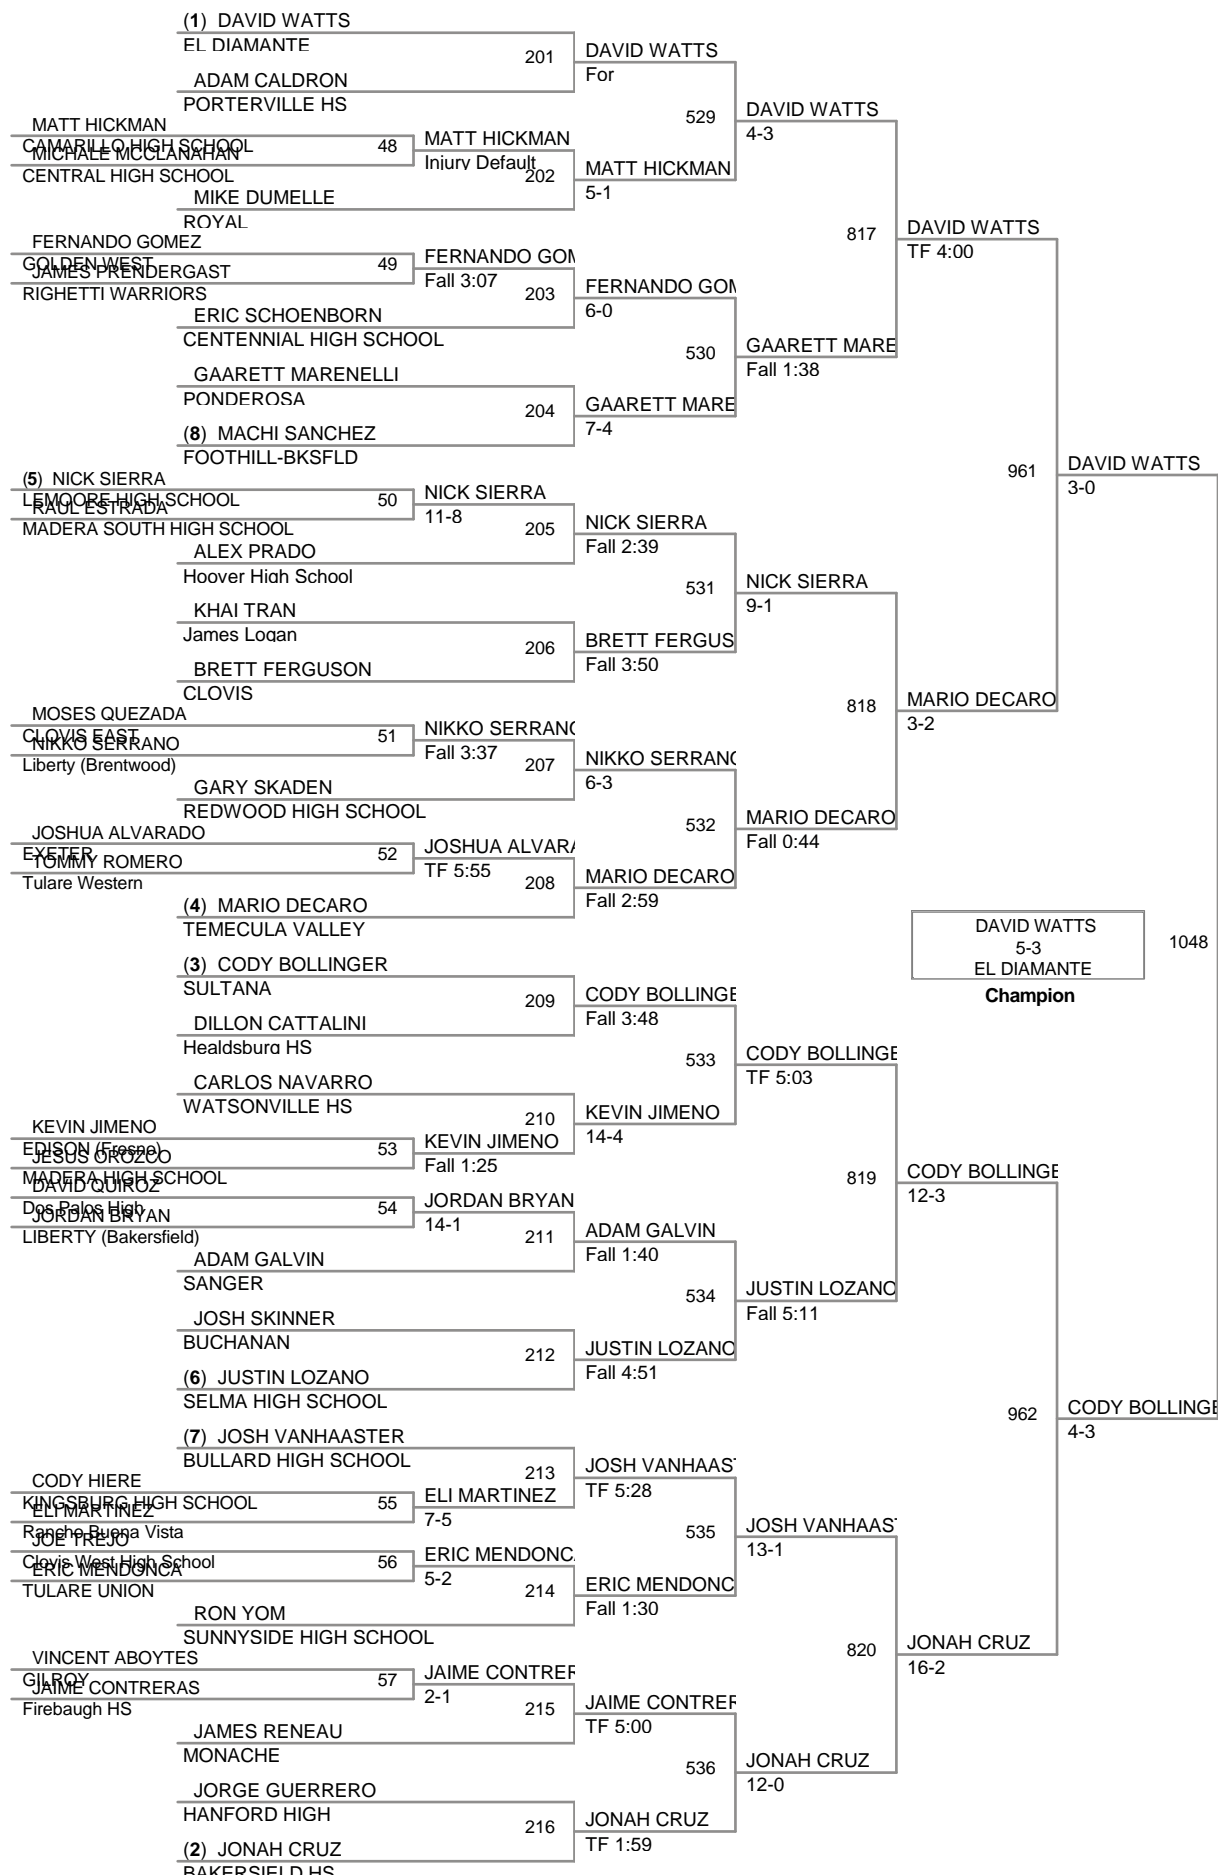 (1) DAVID WATTS
EL DIAMANTE
201
DAVID WATTS
For
ADAM CALDRON
PORTERVILLE HS
529
DAVID WATTS
4-3
MATT HICKMAN
CAMARILLO HIGH SCHOOL
MICHALE MCCLANAHAN
CENTRAL HIGH SCHOOL
48
MATT HICKMAN
Injury Default
202
MATT HICKMAN
5-1
MIKE DUMELLE
ROYAL
817
DAVID WATTS
TF 4:00
FERNANDO GOMEZ
GOLDEN WEST
JAMES PRENDERGAST
RIGHETTI WARRIORS
49
FERNANDO GOM
Fall 3:07
203
FERNANDO GOM
6-0
ERIC SCHOENBORN
CENTENNIAL HIGH SCHOOL
530
GAARETT MARE
Fall 1:38
GAARETT MARENELLI
PONDEROSA
204
GAARETT MARE
7-4
(8) MACHI SANCHEZ
FOOTHILL-BKSFLD
961
DAVID WATTS
3-0
(5) NICK SIERRA
LEMOORE HIGH SCHOOL
RAUL ESTRADA
MADERA SOUTH HIGH SCHOOL
50
NICK SIERRA
11-8
205
NICK SIERRA
Fall 2:39
ALEX PRADO
Hoover High School
531
NICK SIERRA
9-1
KHAI TRAN
James Logan
206
BRETT FERGUS
Fall 3:50
BRETT FERGUSON
CLOVIS
818
MARIO DECARO
3-2
MOSES QUEZADA
CLOVIS EAST
NIKKO SERRANO
Liberty (Brentwood)
51
NIKKO SERRANO
Fall 3:37
207
NIKKO SERRANO
6-3
GARY SKADEN
REDWOOD HIGH SCHOOL
532
MARIO DECARO
Fall 0:44
JOSHUA ALVARADO
EXETER
TOMMY ROMERO
Tulare Western
52
JOSHUA ALVARA
TF 5:55
208
MARIO DECARO
Fall 2:59
(4) MARIO DECARO
TEMECULA VALLEY
DAVID WATTS
5-3
EL DIAMANTE
Champion
1048
(3) CODY BOLLINGER
SULTANA
209
CODY BOLLINGE
Fall 3:48
DILLON CATTALINI
Healdsburg HS
533
CODY BOLLINGE
TF 5:03
CARLOS NAVARRO
WATSONVILLE HS
210
KEVIN JIMENO
14-4
KEVIN JIMENO
EDISON (Fresno)
JESUS OROZCO
MADERA HIGH SCHOOL
53
KEVIN JIMENO
Fall 1:25
819
CODY BOLLINGE
12-3
DAVID QUIROZ
Dos Palos High
JORDAN BRYAN
LIBERTY (Bakersfield)
54
JORDAN BRYAN
14-1
211
ADAM GALVIN
Fall 1:40
ADAM GALVIN
SANGER
534
JUSTIN LOZANO
Fall 5:11
JOSH SKINNER
BUCHANAN
212
JUSTIN LOZANO
Fall 4:51
(6) JUSTIN LOZANO
SELMA HIGH SCHOOL
962
CODY BOLLINGE
4-3
(7) JOSH VANHAASTER
BULLARD HIGH SCHOOL
213
JOSH VANHAAST
TF 5:28
CODY HIERE
KINGSBURG HIGH SCHOOL
ELI MARTINEZ
Rancho Buena Vista
55
ELI MARTINEZ
7-5
535
JOSH VANHAAST
13-1
JOE TREJO
Clovis West High School
ERIC MENDONCA
TULARE UNION
56
ERIC MENDONCA
5-2
214
ERIC MENDONC
Fall 1:30
RON YOM
SUNNYSIDE HIGH SCHOOL
820
JONAH CRUZ
16-2
VINCENT ABOYTES
GILROY
JAIME CONTRERAS
Firebaugh HS
57
JAIME CONTRER
2-1
215
JAIME CONTRER
TF 5:00
JAMES RENEAU
MONACHE
536
JONAH CRUZ
12-0
JORGE GUERRERO
HANFORD HIGH
216
JONAH CRUZ
TF 1:59
(2) JONAH CRUZ
BAKERSFIELD HS